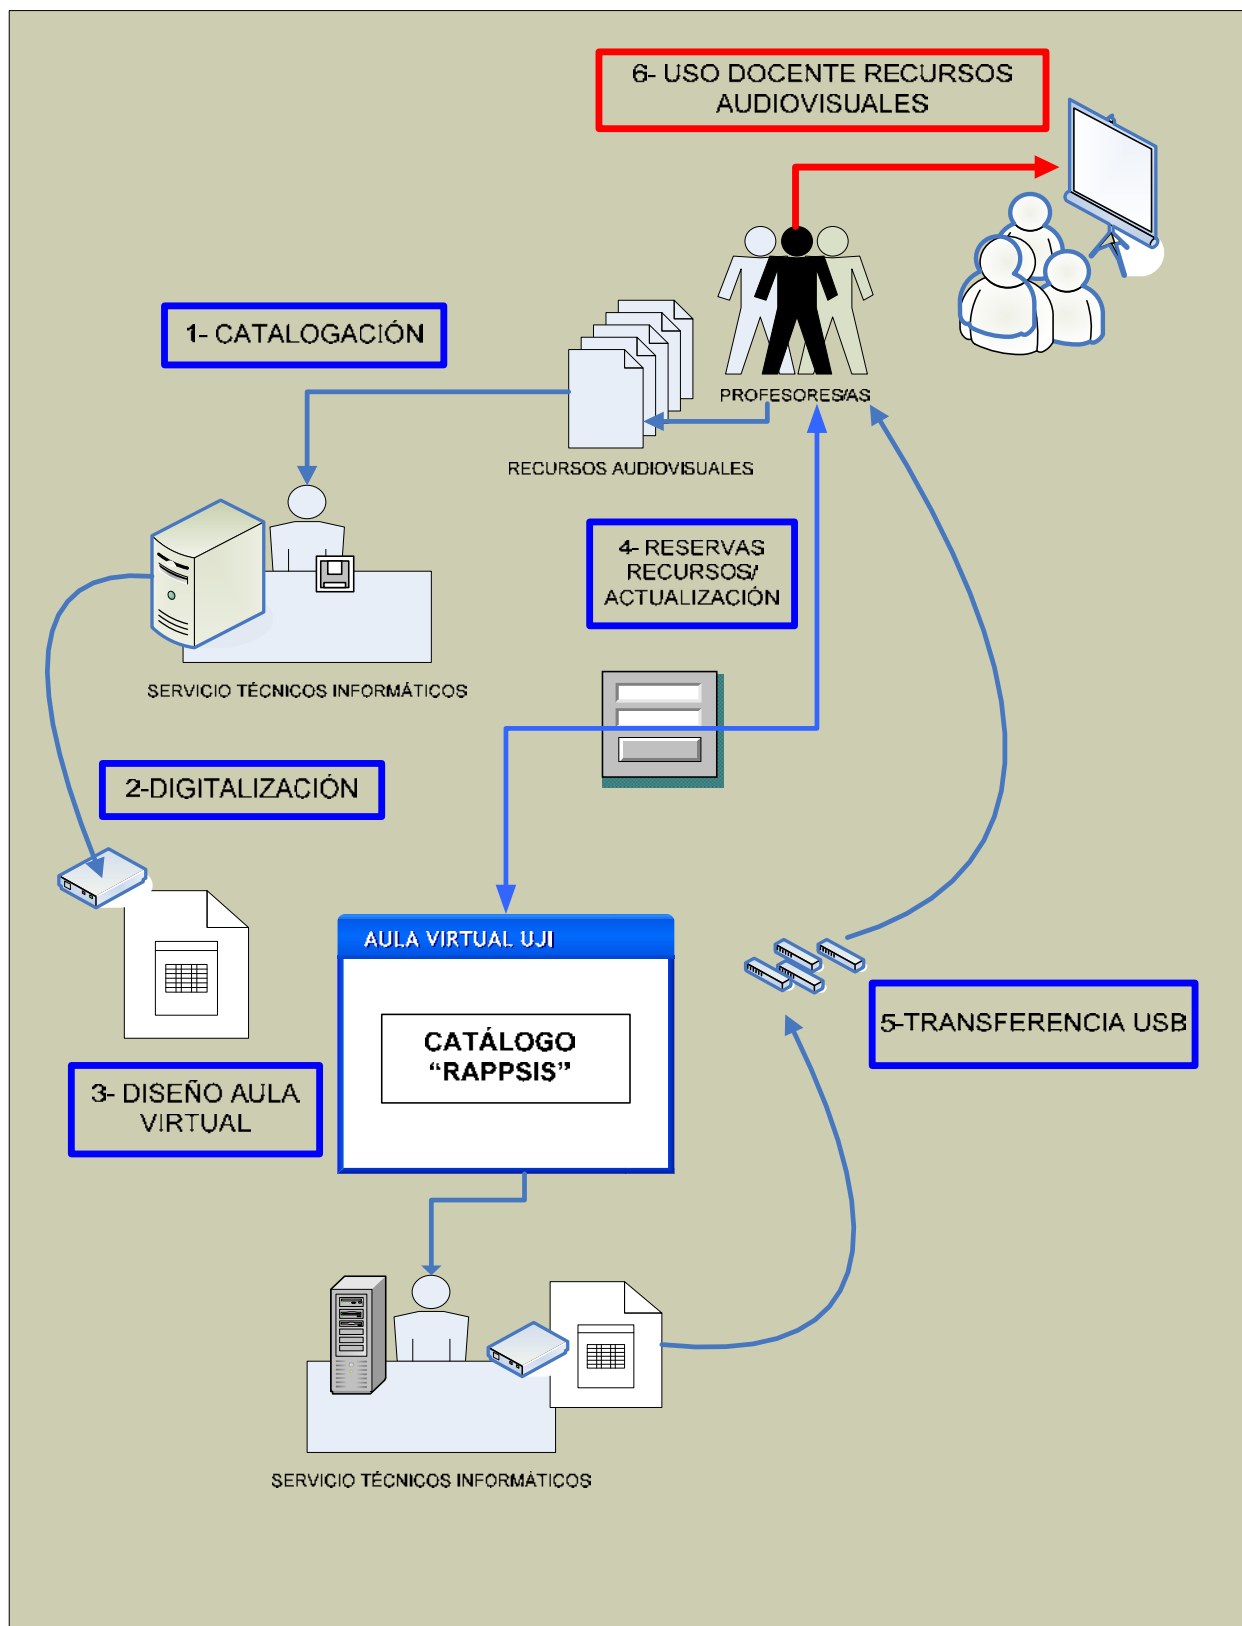 6- USO DOCENTE RECURSOS
AUDIOVISUALES
1- CATALOGACIÓN
PROFESORES/AS
RECURSOS AUDIOVISUALES
4- RESERVAS
RECURSOS/
ACTUALIZACIÓN
SERVICIO TÉCNICOS INFORMÁTICOS
2-DIGITALIZACIÓN
AULA VIRTUAL UJI
CATÁLOGO
“RAPPSIS”
5-TRANSFERENCIA USB
3- DISEÑO AULA
VIRTUAL
SERVICIO TÉCNICOS INFORMÁTICOS